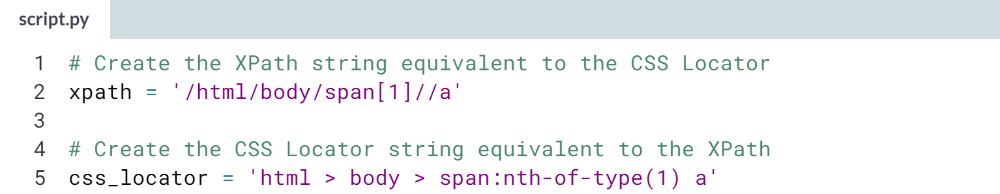 script.py
1 # Create the XPath string equivalent to the CSS Locator
2 xpath = '/html/body/span[1]//a'
3
4 # Create the CSS Locator string equivalent to the XPath
5 css_locator = 'html > body > span:nth-of-type(1) a'